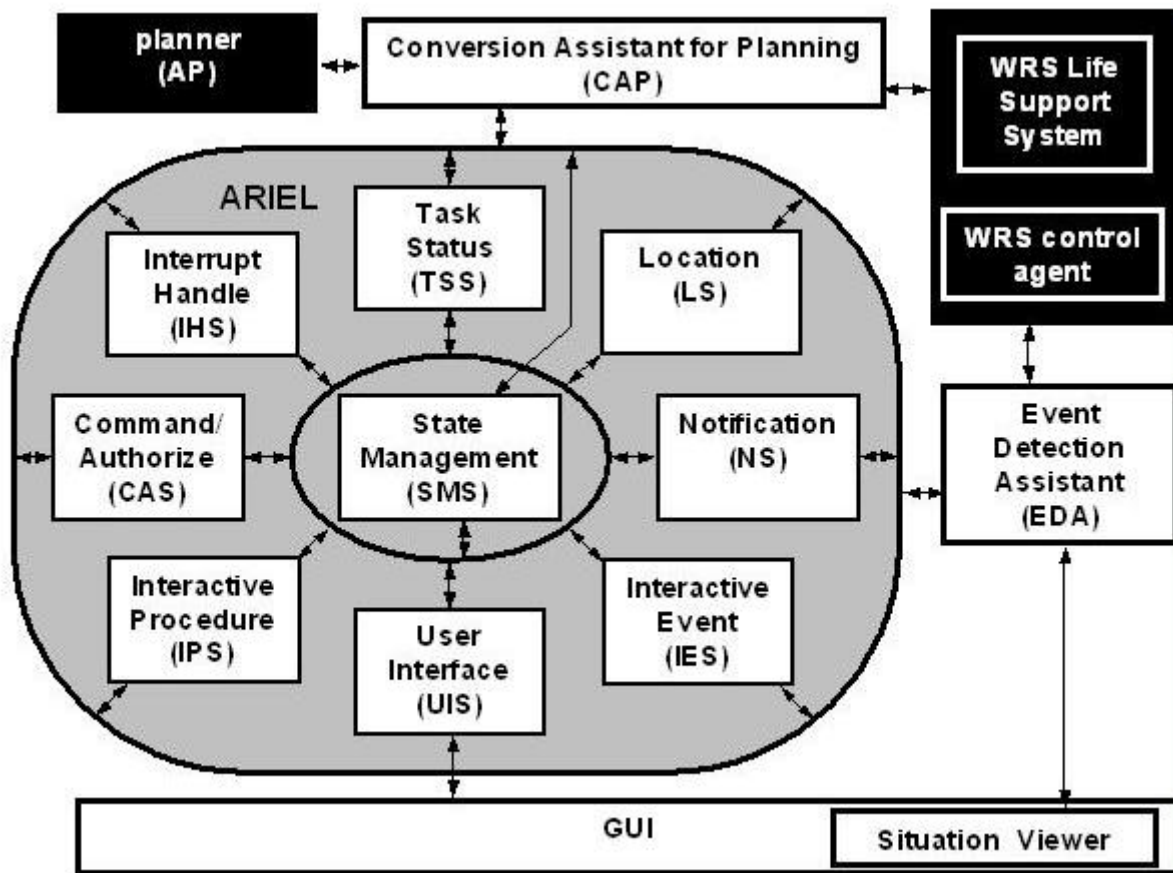 planner
(AP)
Conversion Assistant for Planning
(CAP)
WRS Life
Support
System
WRS control
agent
ARIEL
Task
Status
(TSS)
Interrupt
Handle
(IHS)
Location
(LS)
Command/
Authorize
(CAS)
State
Management
(SMS)
Notification
(NS)
Event
Detection
Assistant
(EDA)
Interactive
Procedure
(IPS)
User
Interface
(UIS)
Interactive
Event
(IES)
GUI
Situation Viewer